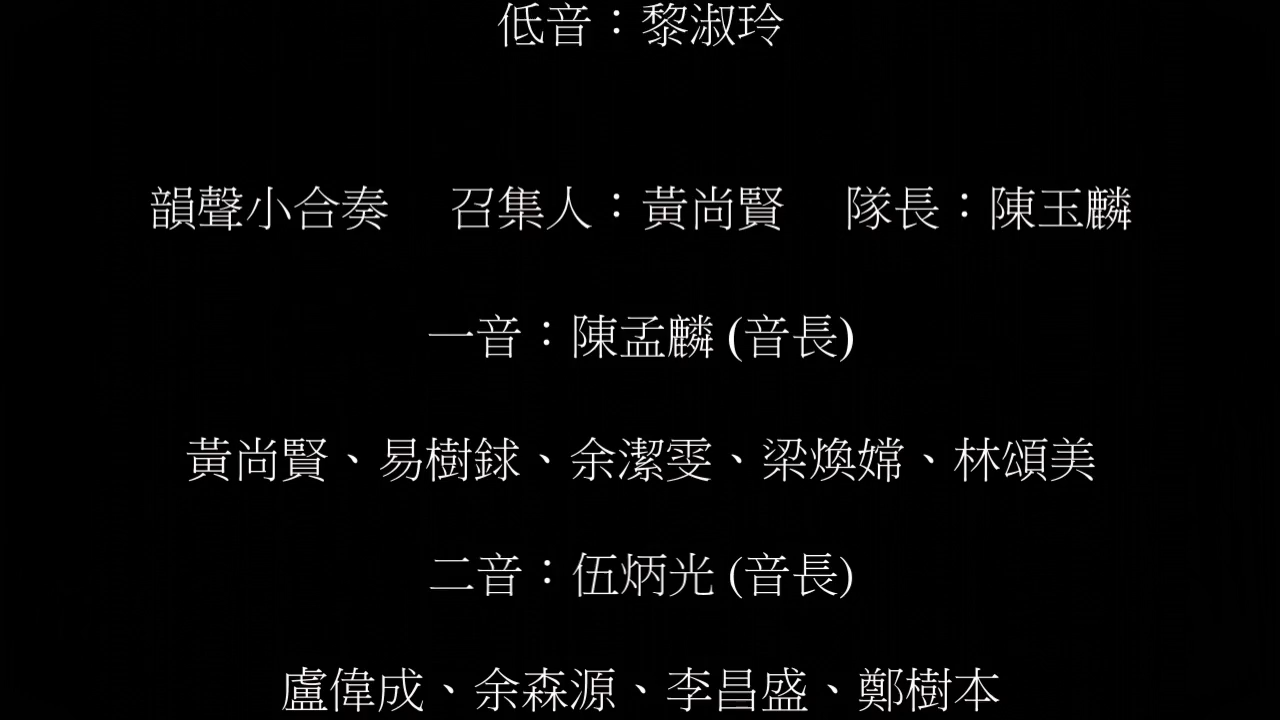 低音：黎淑玲
韻聲小合奏　召集人：黃尚賢　隊長：陳玉麟
一音：陳孟麟 (音長)
黃尚賢、易樹銶、余潔雯、梁煥嫦、林頌美
二音：伍炳光 (音長)
盧偉成、余森源、李昌盛、鄭樹本